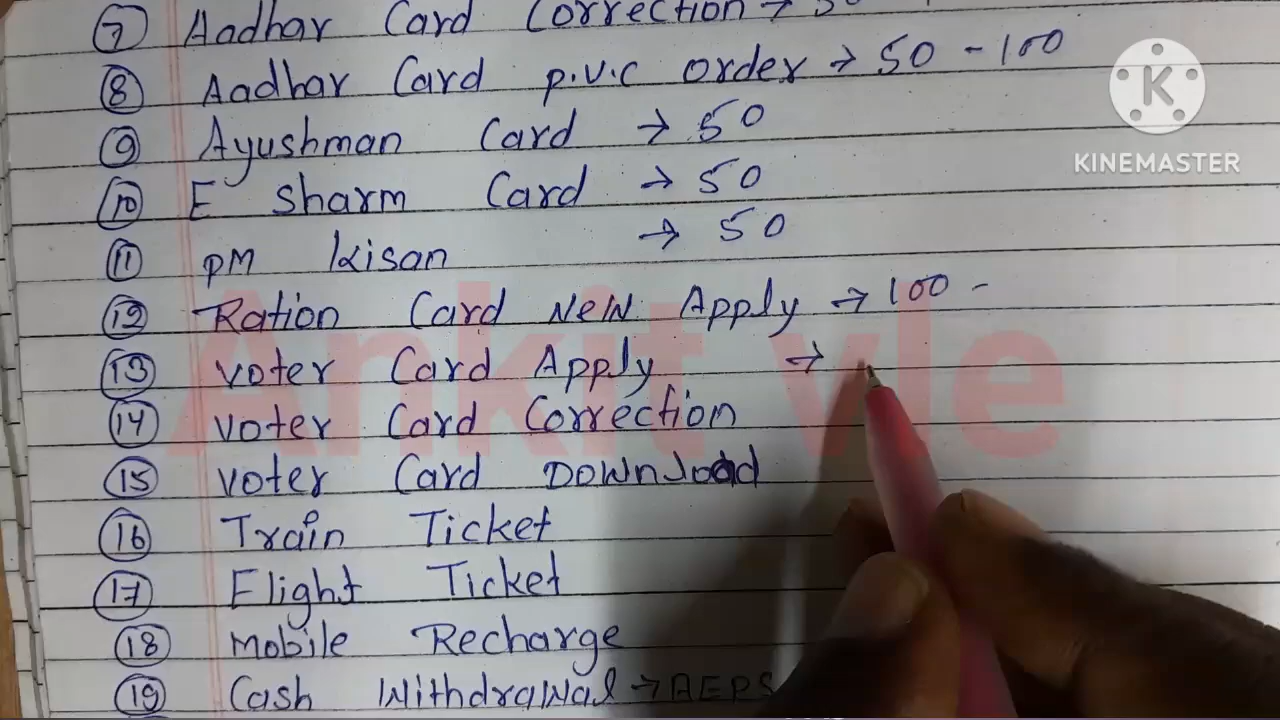 7 Aadhar Card Correction → 50
8 Aadhar Card P.V.C Order → 50 - 100
K
9 Ayushman Card → 50
KINEMASTER
10 E Sharm Card → 50
11 PM Kisan → 50
12 Ration Card New Apply → 100 -
13 Voter Card Apply →
Ankit vle
14 Voter Card Correction
15 Voter Card Download
16 Train Ticket
17 Flight Ticket
18 Mobile Recharge
19 Cash Withdrawal → AEPS